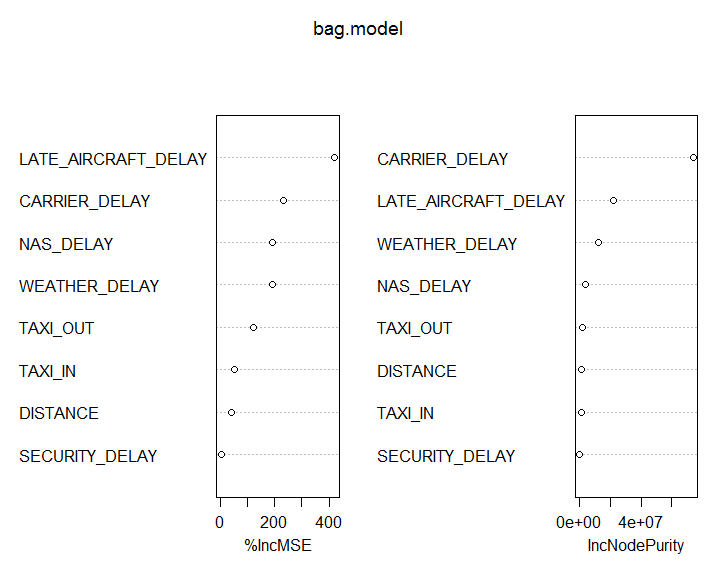 bag.model
LATE_AIRCRAFT_DELAY
CARRIER_DELAY
NAS_DELAY
WEATHER_DELAY
TAXI_OUT
TAXI_IN
DISTANCE
SECURITY_DELAY
0 200 400
%IncMSE
CARRIER_DELAY
LATE_AIRCRAFT_DELAY
WEATHER_DELAY
NAS_DELAY
TAXI_OUT
DISTANCE
TAXI_IN
SECURITY_DELAY
0e+00 4e+07
IncNodePurity